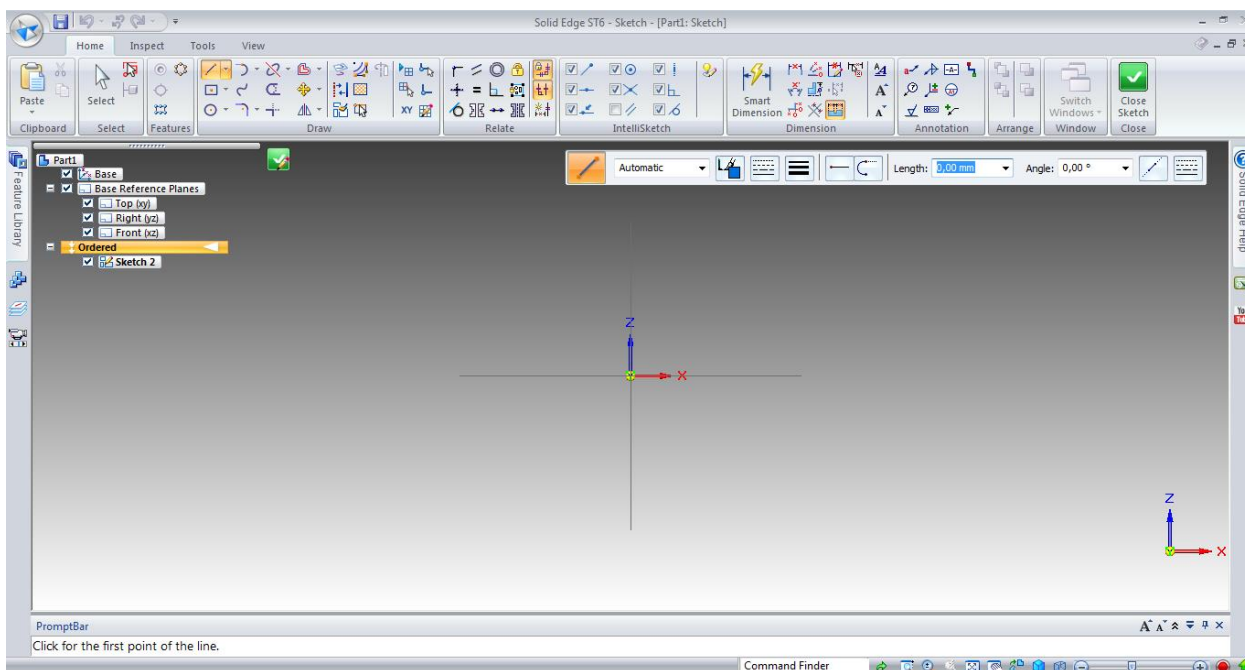 Solid Edge ST6 - Sketch - [Part1: Sketch]
Home Inspect Tools View
Paste
Select
Smart Dimension
Switch Windows
Close Sketch
Clipboard Select Features Draw Relate IntelliSketch Dimension Annotation Arrange Window Close
Part1
Base
Base Reference Planes
Top (xy)
Right (yz)
Front (xz)
Ordered
Sketch 2
Automatic Length: 0,00 mm Angle: 0,00 °
Feature Library
Solid Edge Help
Z
X
Z
X
PromptBar
Click for the first point of the line.
Command Finder